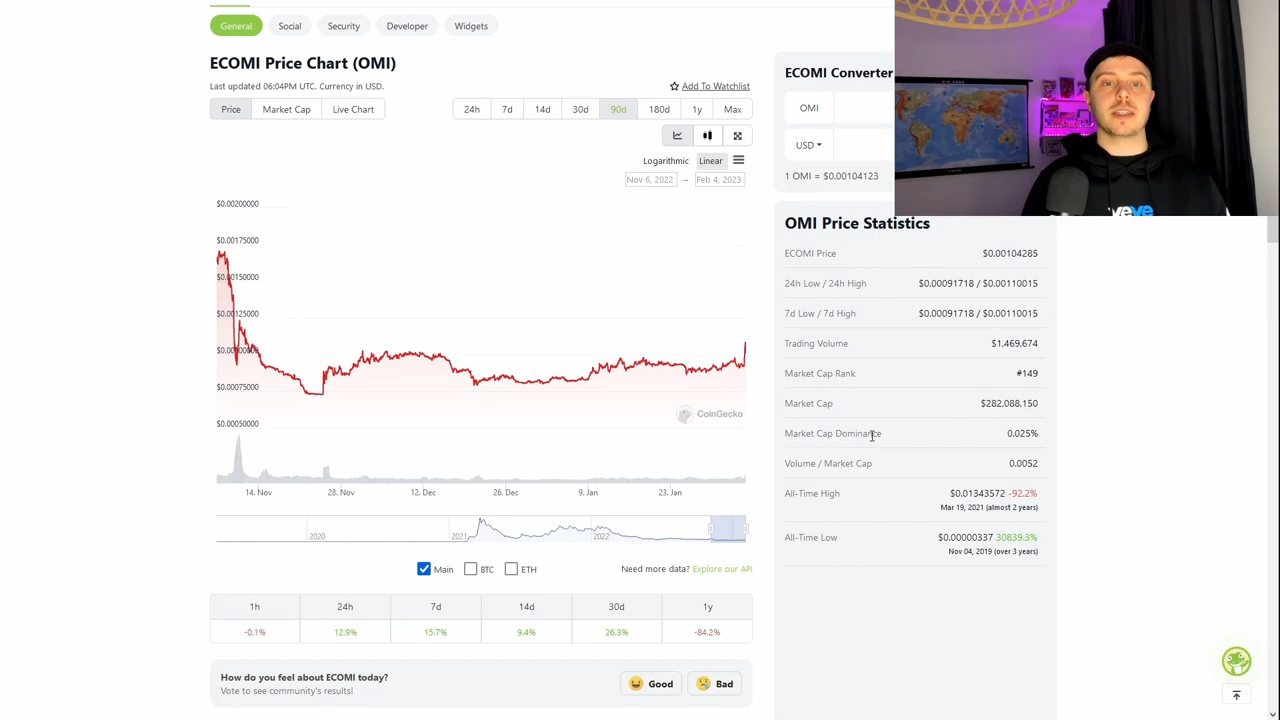 General Social Security Developer Widgets
ECOMI Price Chart (OMI)
Last updated 06:04PM UTC. Currency in USD.
Add To Watchlist
Price Market Cap Live Chart
24h 7d 14d 30d 90d 180d 1y Max
Logarithmic Linear
Nov 6, 2022 → Feb 4, 2023
$0.00200000
$0.00175000
$0.00150000
$0.00125000
$0.00100000
$0.00075000
$0.00050000
CoinGecko
14. Nov 28. Nov 12. Dec 26. Dec 9. Jan 23. Jan
2020 2021 2022
Main BTC ETH
Need more data? Explore our API
1h 24h 7d 14d 30d 1y
-0.1% 12.9% 15.7% 9.4% 26.3% -84.2%
How do you feel about ECOMI today?
Vote to see community's results!
Good Bad
ECOMI Converter
OMI
USD
1 OMI = $0.00104123
OMI Price Statistics
ECOMI Price $0.00104285
24h Low / 24h High $0.00091718 / $0.00110015
7d Low / 7d High $0.00091718 / $0.00110015
Trading Volume $1,469,674
Market Cap Rank #149
Market Cap $282,088,150
Market Cap Dominance 0.025%
Volume / Market Cap 0.0052
All-Time High $0.01343572 -92.2%
Mar 19, 2021 (almost 2 years)
All-Time Low $0.00000337 30839.3%
Nov 04, 2019 (over 3 years)